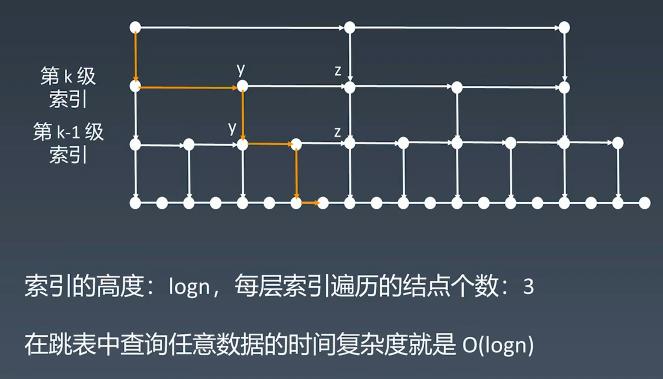 y
z
第 k 级
索引
y
z
第 k-1 级
索引
索引的高度：logn，每层索引遍历的结点个数：3
在跳表中查询任意数据的时间复杂度就是 O(logn)